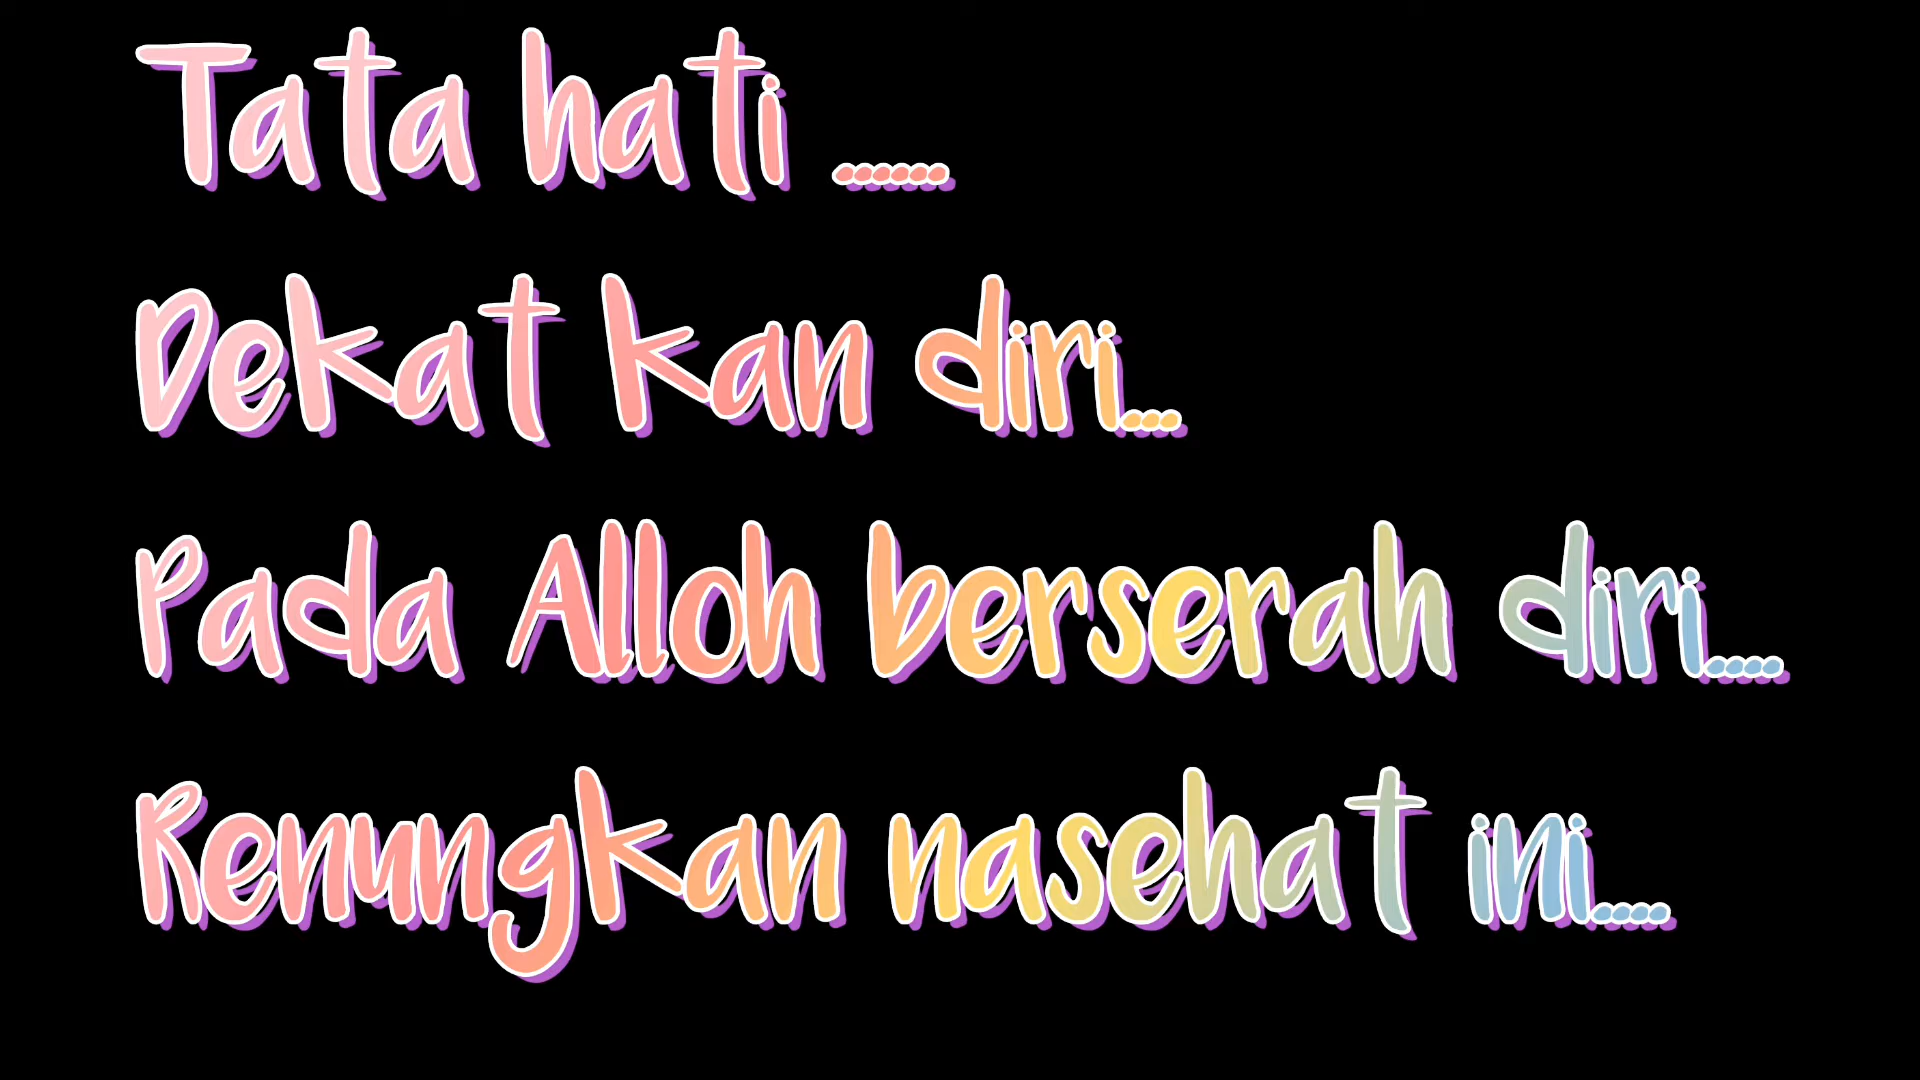 Tata hati ......
Dekat kan diri...
Pada Alloh berserah diri....
Renungkan nasehat ini....